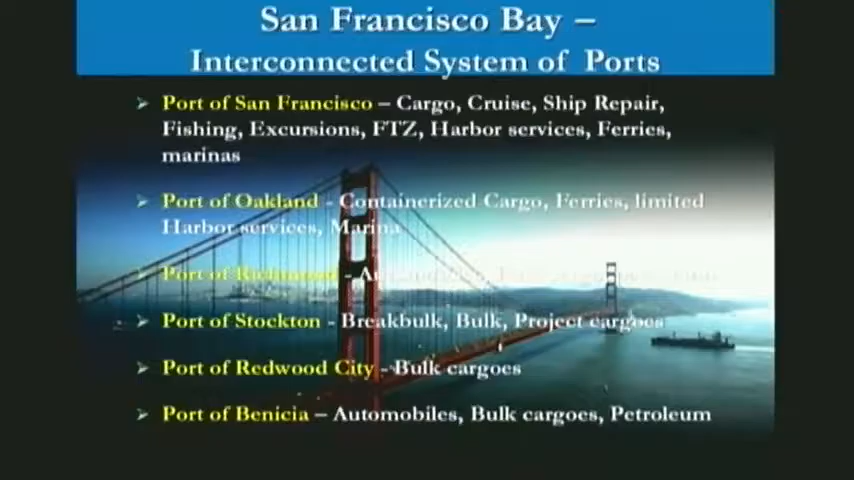 San Francisco Bay –
Interconnected System of Ports
➢ Port of San Francisco – Cargo, Cruise, Ship Repair,
Fishing, Excursions, FTZ, Harbor services, Ferries,
marinas
➢ Port of Oakland - Containerized Cargo, Ferries, limited
Harbor services, Marina
➢ Port of Richmond -
➢ Port of Stockton - Breakbulk, Bulk, Project cargoes
➢ Port of Redwood City - Bulk cargoes
➢ Port of Benicia – Automobiles, Bulk cargoes, Petroleum